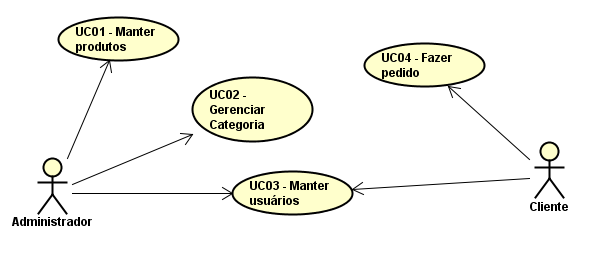 UC01 - Manter
produtos
UC04 - Fazer
pedido
UC02 -
Gerenciar
Categoria
UC03 - Manter
usuários
Administrador
Cliente